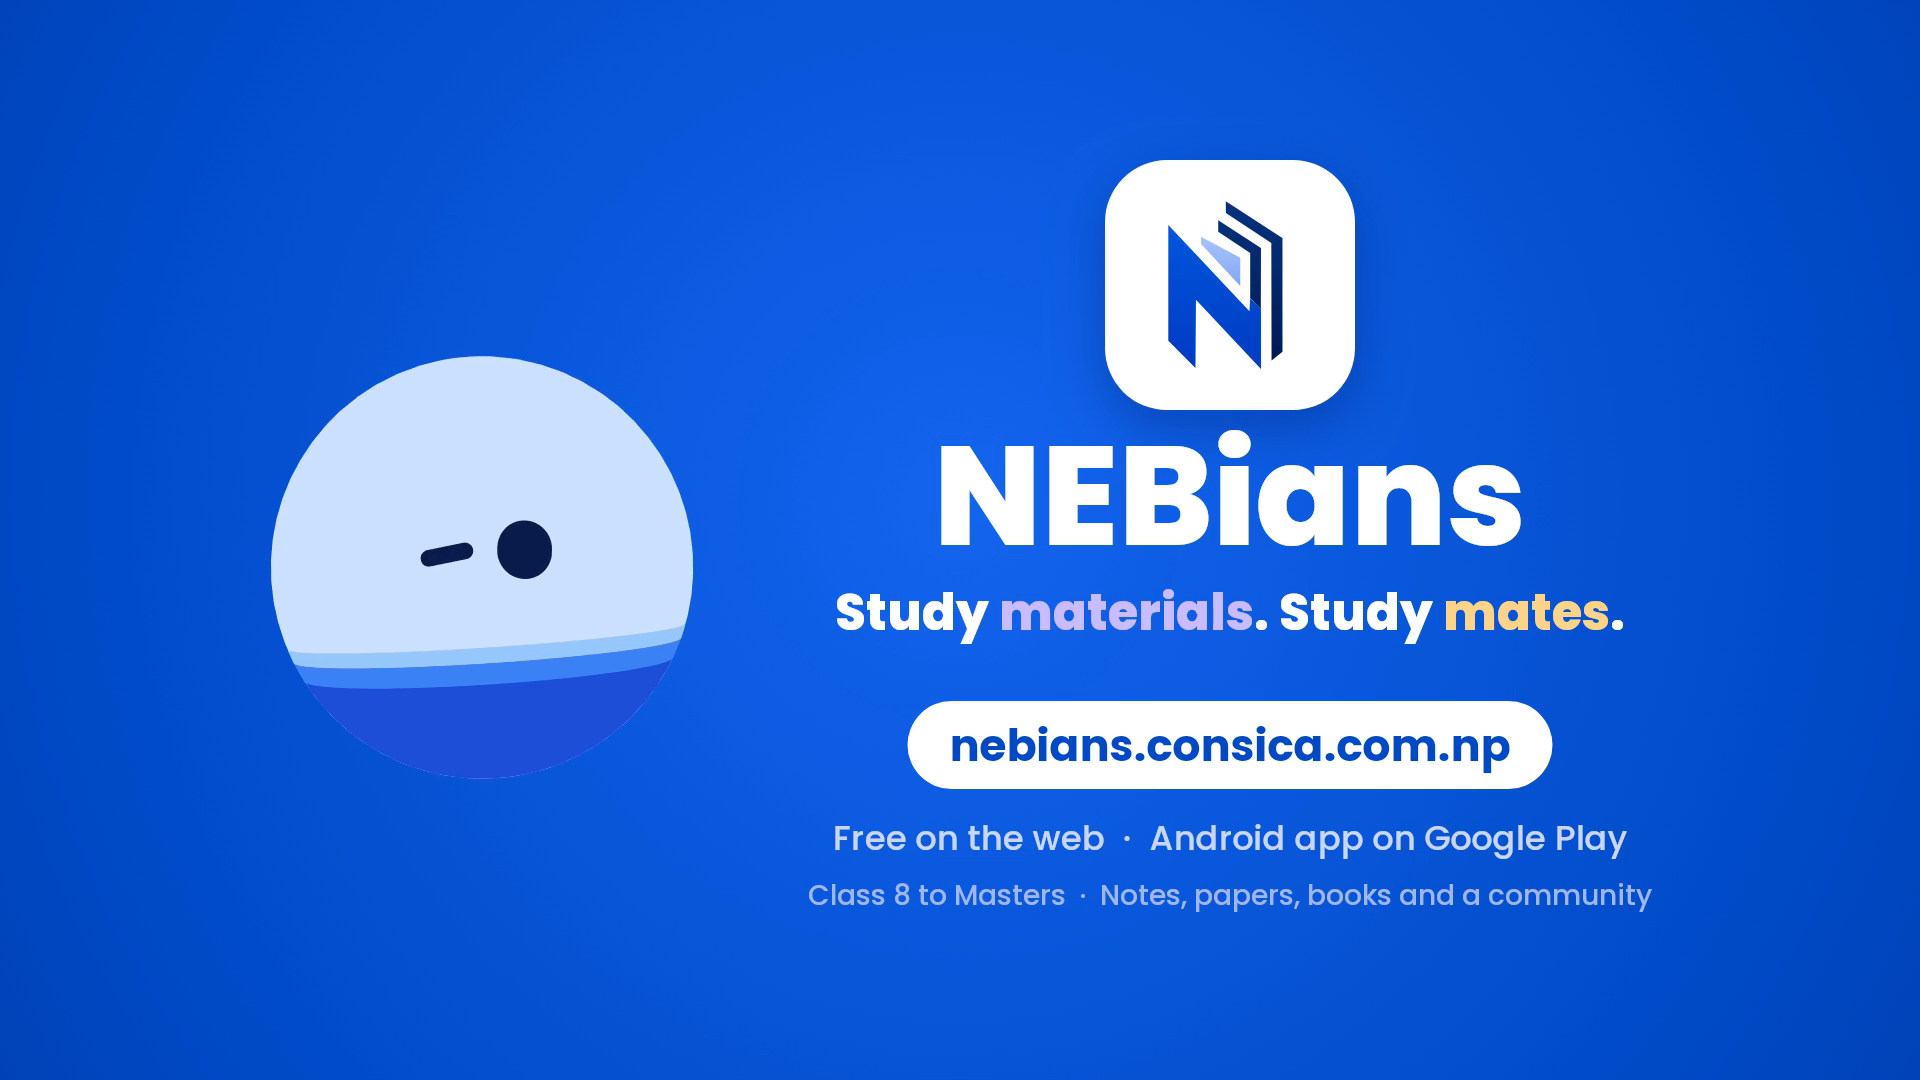 NEBians
Study materials. Study mates.
nebians.consica.com.np
Free on the web · Android app on Google Play
Class 8 to Masters · Notes, papers, books and a community